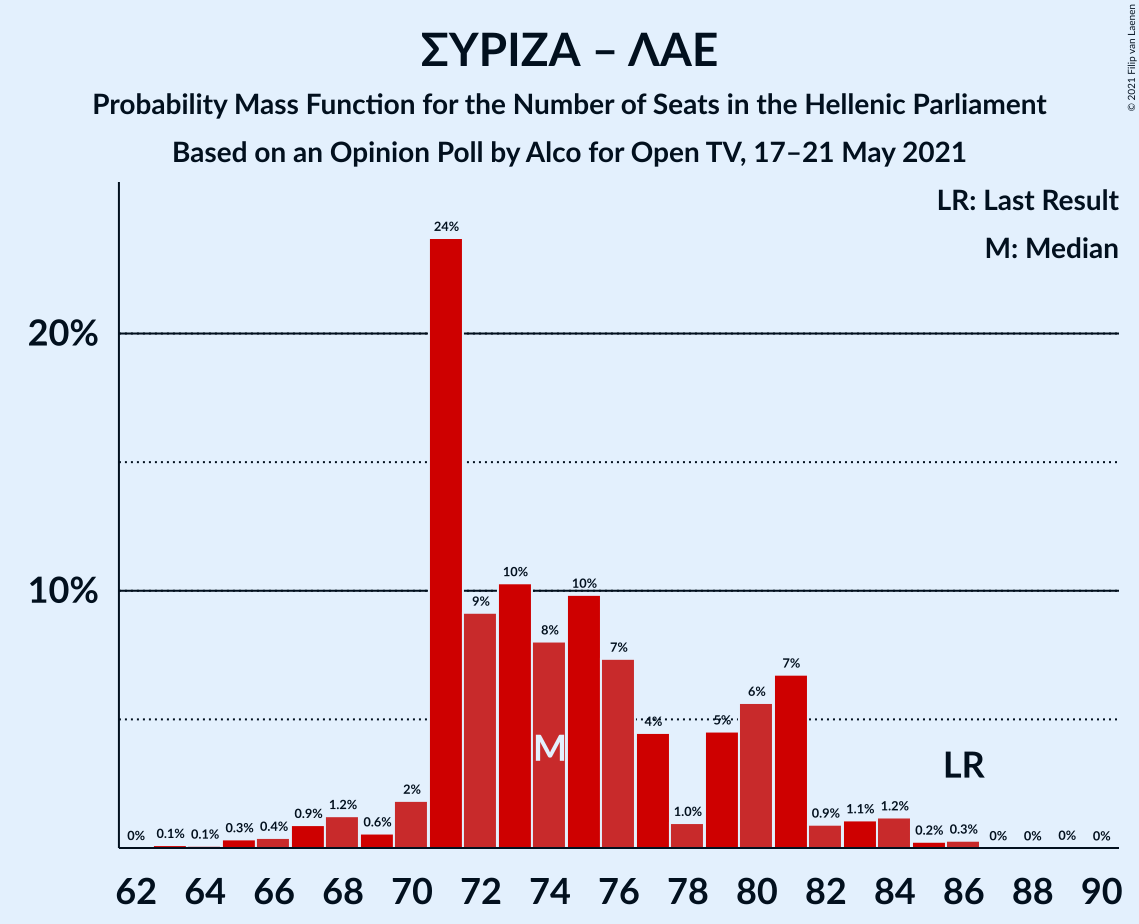 ΣΥΡΙΖΑ – ΛΑΕ
Probability Mass Function for the Number of Seats in the Hellenic Parliament
Based on an Opinion Poll by Alco for Open TV, 17–21 May 2021
© 2021 Filip van Laenen
LR: Last Result
M: Median
20%
10%
0% 0.1% 0.1% 0.3% 0.4% 0.9% 1.2% 0.6% 2% 24% 9% 10% 8% 10% 7% 4% 1.0% 5% 6% 7% 0.9% 1.1% 1.2% 0.2% 0.3% 0% 0% 0% 0%
M
LR
62 64 66 68 70 72 74 76 78 80 82 84 86 88 90